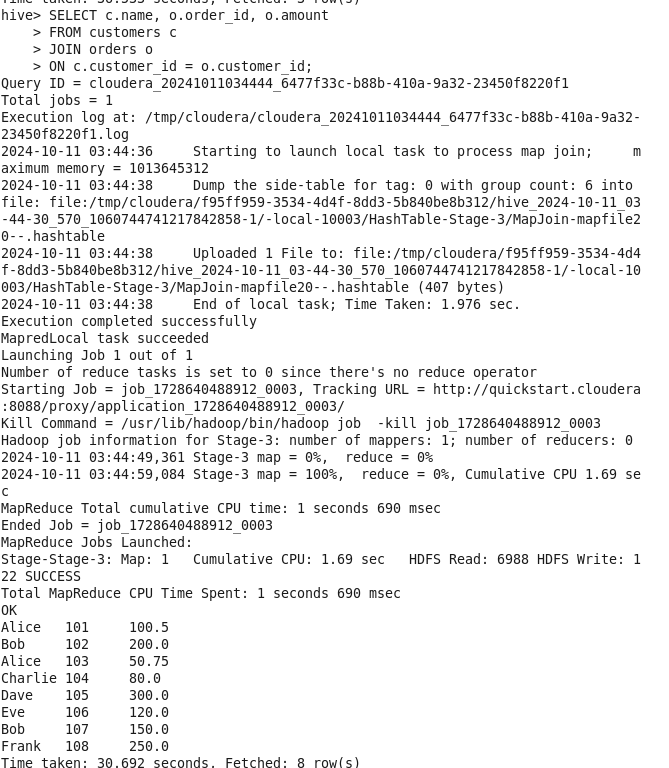 Time taken: 30.555 seconds, Fetched: 5 row(s)
hive> SELECT c.name, o.order_id, o.amount
    > FROM customers c
    > JOIN orders o
    > ON c.customer_id = o.customer_id;
Query ID = cloudera_20241011034444_6477f33c-b88b-410a-9a32-23450f8220f1
Total jobs = 1
Execution log at: /tmp/cloudera/cloudera_20241011034444_6477f33c-b88b-410a-9a32-
23450f8220f1.log
2024-10-11 03:44:36     Starting to launch local task to process map join;     m
aximum memory = 1013645312
2024-10-11 03:44:38     Dump the side-table for tag: 0 with group count: 6 into
file: file:/tmp/cloudera/f95ff959-3534-4d4f-8dd3-5b840be8b312/hive_2024-10-11_03
-44-30_570_1060744741217842858-1/-local-10003/HashTable-Stage-3/MapJoin-mapfile2
0--.hashtable
2024-10-11 03:44:38     Uploaded 1 File to: file:/tmp/cloudera/f95ff959-3534-4d4
f-8dd3-5b840be8b312/hive_2024-10-11_03-44-30_570_1060744741217842858-1/-local-10
003/HashTable-Stage-3/MapJoin-mapfile20--.hashtable (407 bytes)
2024-10-11 03:44:38     End of local task; Time Taken: 1.976 sec.
Execution completed successfully
MapredLocal task succeeded
Launching Job 1 out of 1
Number of reduce tasks is set to 0 since there's no reduce operator
Starting Job = job_1728640488912_0003, Tracking URL = http://quickstart.cloudera
:8088/proxy/application_1728640488912_0003/
Kill Command = /usr/lib/hadoop/bin/hadoop job  -kill job_1728640488912_0003
Hadoop job information for Stage-3: number of mappers: 1; number of reducers: 0
2024-10-11 03:44:49,361 Stage-3 map = 0%,  reduce = 0%
2024-10-11 03:44:59,084 Stage-3 map = 100%,  reduce = 0%, Cumulative CPU 1.69 se
c
MapReduce Total cumulative CPU time: 1 seconds 690 msec
Ended Job = job_1728640488912_0003
MapReduce Jobs Launched:
Stage-Stage-3: Map: 1   Cumulative CPU: 1.69 sec   HDFS Read: 6988 HDFS Write: 1
22 SUCCESS
Total MapReduce CPU Time Spent: 1 seconds 690 msec
OK
Alice   101     100.5
Bob     102     200.0
Alice   103     50.75
Charlie 104     80.0
Dave    105     300.0
Eve     106     120.0
Bob     107     150.0
Frank   108     250.0
Time taken: 30.692 seconds, Fetched: 8 row(s)